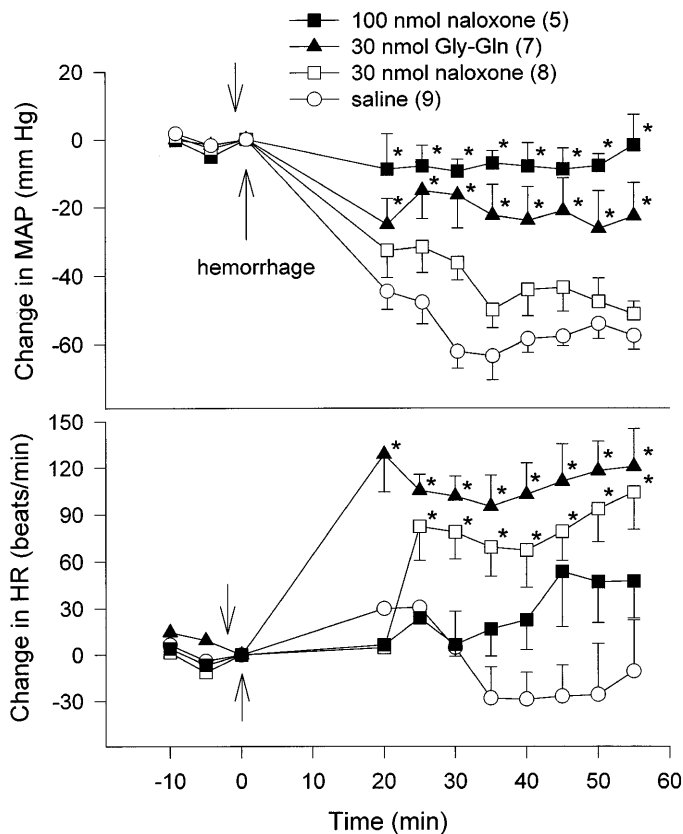 100 nmol naloxone (5)
30 nmol Gly-Gln (7)
30 nmol naloxone (8)
saline (9)
20
0
-20
-40
-60
Change in MAP (mm Hg)
* * * * * * * *
* * * * * * *
hemorrhage
150
120
90
60
30
0
-30
Change in HR (beats/min)
* * * * * * * *
* * * * * * *
-10 0 10 20 30 40 50 60
Time (min)